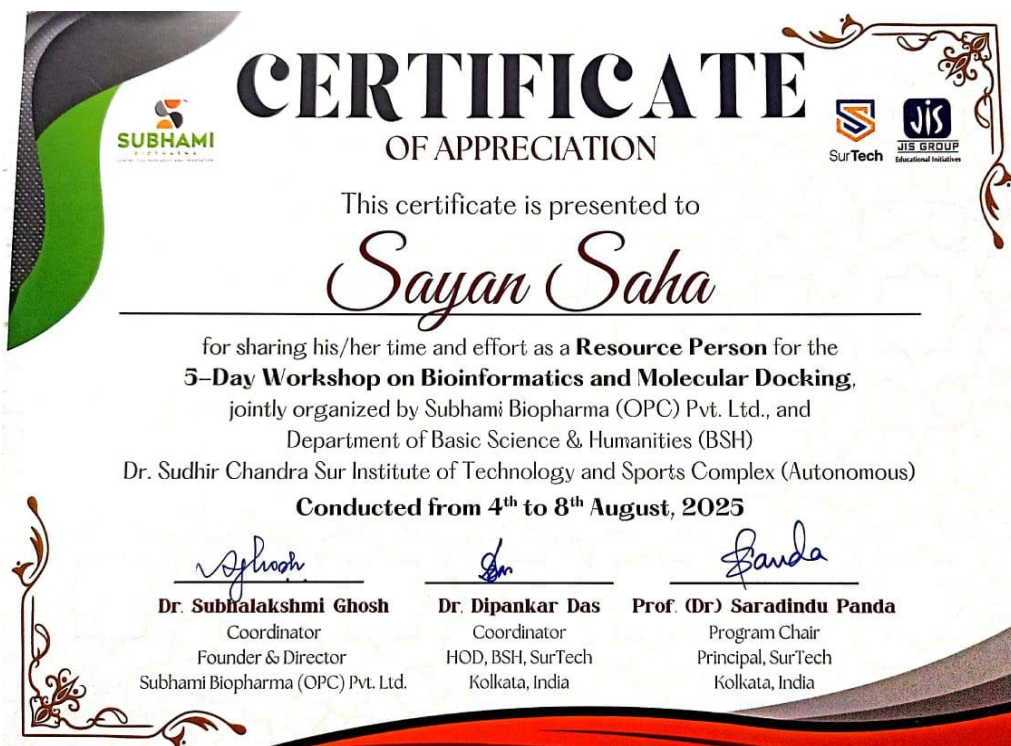 CERTIFICATE
OF APPRECIATION
SUBHAMI
BIOPHARMA
SurTech
JIS
JIS GROUP
Educational Initiatives
This certificate is presented to
Sayan Saha
for sharing his/her time and effort as a Resource Person for the
5-Day Workshop on Bioinformatics and Molecular Docking,
jointly organized by Subhami Biopharma (OPC) Pvt. Ltd., and
Department of Basic Science & Humanities (BSH)
Dr. Sudhir Chandra Sur Institute of Technology and Sports Complex (Autonomous)
Conducted from 4th to 8th August, 2025
Dr. Subhalakshmi Ghosh
Coordinator
Founder & Director
Subhami Biopharma (OPC) Pvt. Ltd.
Dr. Dipankar Das
Coordinator
HOD, BSH, SurTech
Kolkata, India
Prof. (Dr) Saradindu Panda
Program Chair
Principal, SurTech
Kolkata, India